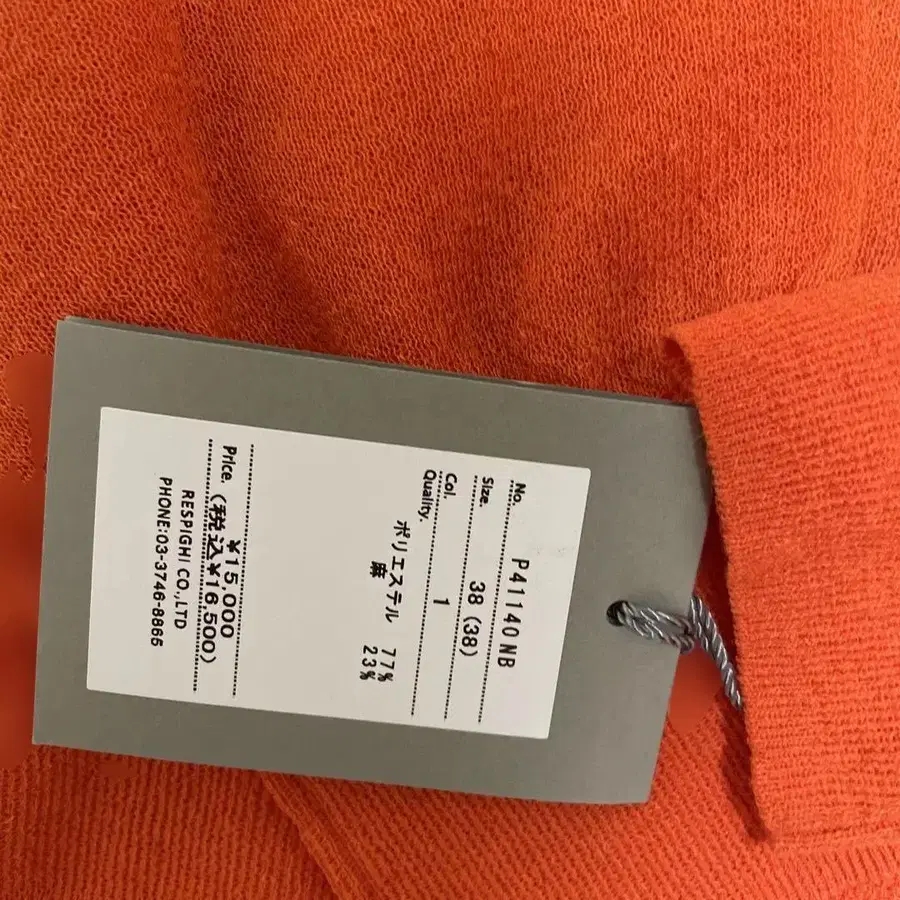 No. P41140NB
Size. 38 (38)
Col. 1
Quality.
ポリエステル 77%
麻 23%
Price. ¥15,000
(税込¥16,500)
RESPIGHI CO.,LTD
PHONE:03-3746-8865